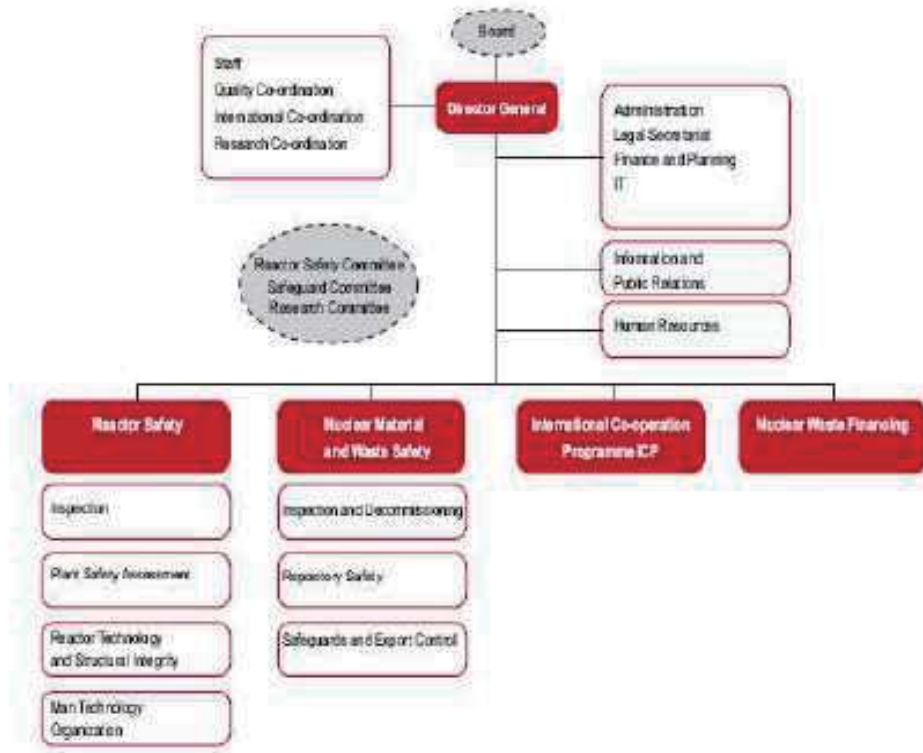 Board
Staff
Quality Co-ordination
International Co-ordination
Research Co-ordination
Director General
Administration
Legal Secretariat
Finance and Planning
IT
Reactor Safety Committee
Safeguard Committee
Research Committee
Information and
Public Relations
Human Resources
Reactor Safety
Nuclear Material
and Waste Safety
International Co-operation
Programme ICP
Nuclear Waste Financing
Inspection
Plant Safety Assessment
Reactor Technology
and Structural Integrity
Man Technology
Organization
Inspection and Decommissioning
Repository Safety
Safeguards and Export Control